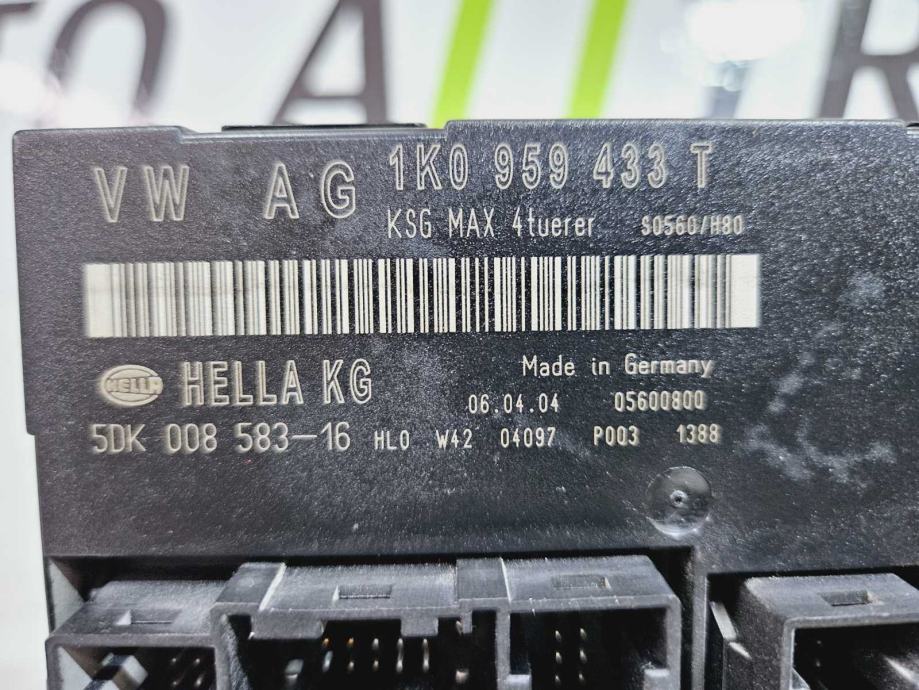 VW AG 1K0 959 433 T
KSG MAX 4tuerer S0560/H80
HELLA HELLA KG Made in Germany
06.04.04 05600800
5DK 008 583-16 HL0 W42 04097 P003 1388